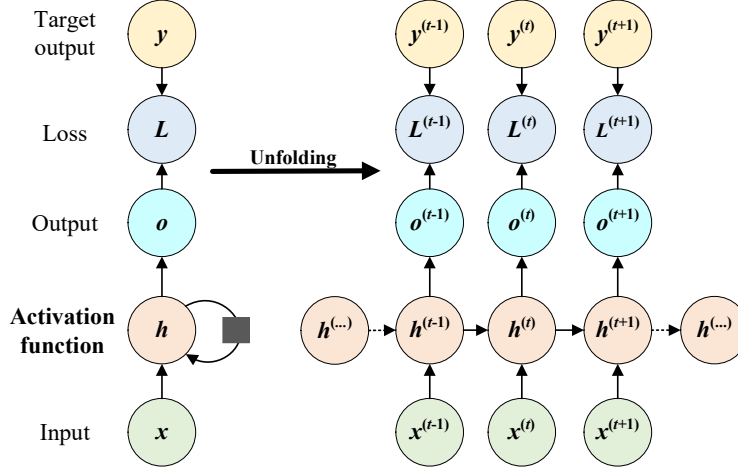 Target
output
y
y^(t-1)
y^(t)
y^(t+1)
Loss
L
L^(t-1)
L^(t)
L^(t+1)
Unfolding
Output
o
o^(t-1)
o^(t)
o^(t+1)
Activation
function
h
h^(...)
h^(t-1)
h^(t)
h^(t+1)
h^(...)
Input
x
x^(t-1)
x^(t)
x^(t+1)